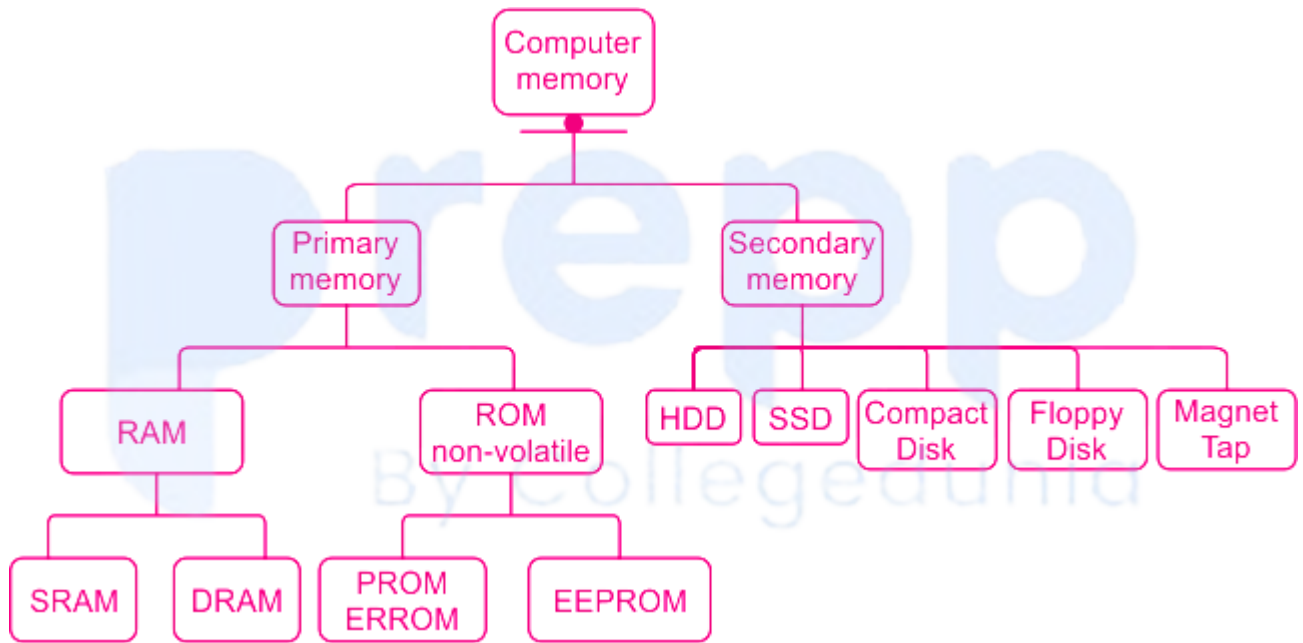 Computer
memory
Primary
memory
Secondary
memory
RAM
ROM
non-volatile
HDD
SSD
Compact
Disk
Floppy
Disk
Magnet
Tap
SRAM
DRAM
PROM
ERROM
EEPROM
prepp
By Collegedunia